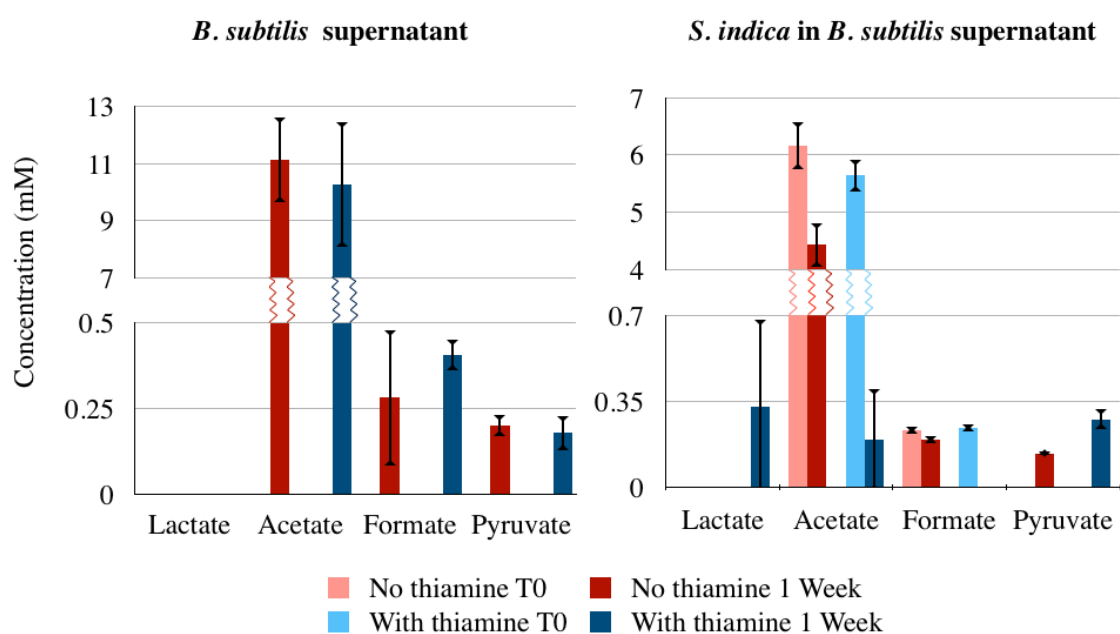 B. subtilis supernatant
S. indica in B. subtilis supernatant
Concentration (mM)
13
11
9
7
0.5
0.25
0
Lactate Acetate Formate Pyruvate
7
6
5
4
0.7
0.35
0
Lactate Acetate Formate Pyruvate
No thiamine T0 No thiamine 1 Week
With thiamine T0 With thiamine 1 Week